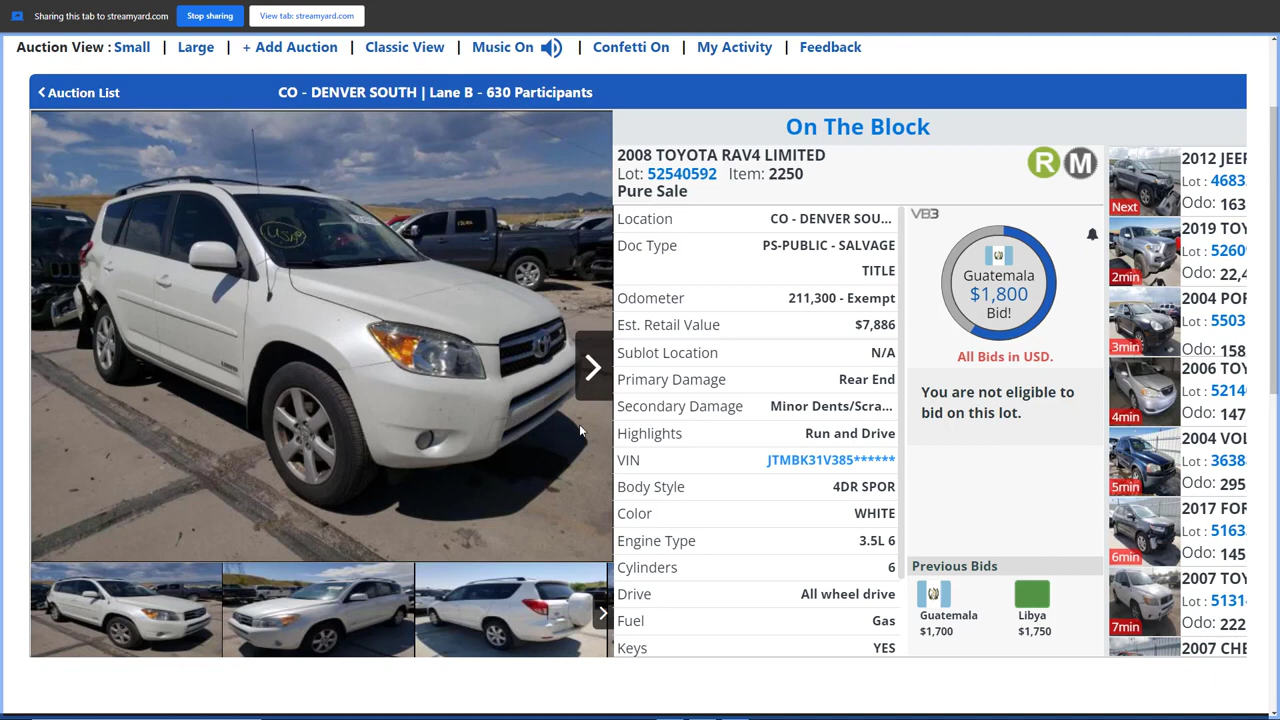 Sharing this tab to streamyard.com Stop sharing View tab: streamyard.com
Auction View : Small | Large | + Add Auction | Classic View | Music On | Confetti On | My Activity | Feedback
Auction List CO - DENVER SOUTH | Lane B - 630 Participants
On The Block
2008 TOYOTA RAV4 LIMITED
Lot: 52540592 Item: 2250
Pure Sale
R M
Location CO - DENVER SOU...
Doc Type PS-PUBLIC - SALVAGE
TITLE
Odometer 211,300 - Exempt
Est. Retail Value $7,886
Sublot Location N/A
Primary Damage Rear End
Secondary Damage Minor Dents/Scra...
Highlights Run and Drive
VIN JTMBK31V385******
Body Style 4DR SPOR
Color WHITE
Engine Type 3.5L 6
Cylinders 6
Drive All wheel drive
Fuel Gas
Keys YES
VB3
Guatemala
$1,800
Bid!
All Bids in USD.
You are not eligible to
bid on this lot.
Previous Bids
Guatemala
$1,700
Libya
$1,750
2012 JEEP
Lot : 4683
Next
Odo: 163
2019 TOY
Lot : 5260
2min
Odo: 22,4
2004 POR
Lot : 5503
3min
Odo: 158
2006 TOY
Lot : 5214
4min
Odo: 147
2004 VOL
Lot : 3638
5min
Odo: 295
2017 FOR
Lot : 5163
6min
Odo: 145
2007 TOY
Lot : 5131
7min
Odo: 222
2007 CHE